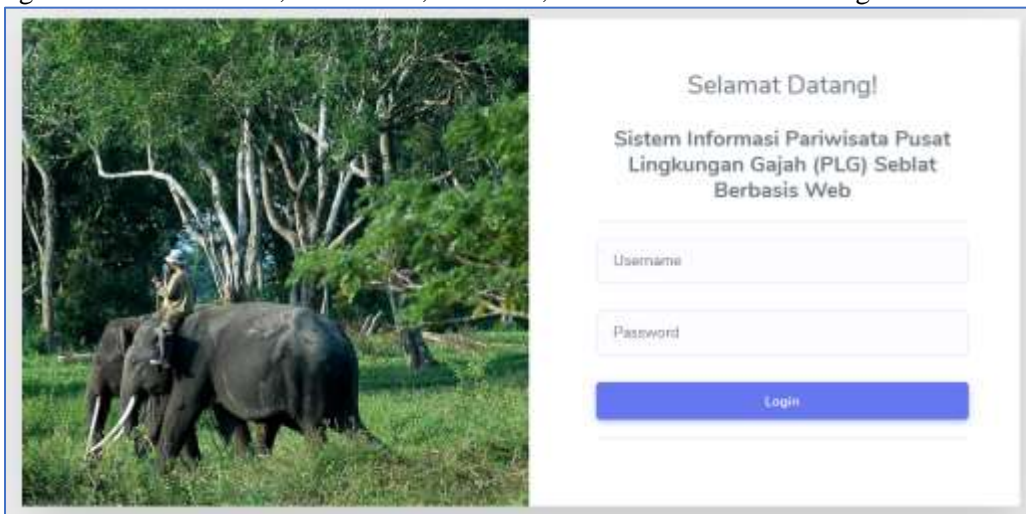 Selamat Datang!
Sistem Informasi Pariwisata Pusat
Lingkungan Gajah (PLG) Seblat
Berbasis Web
Username
Password
Login